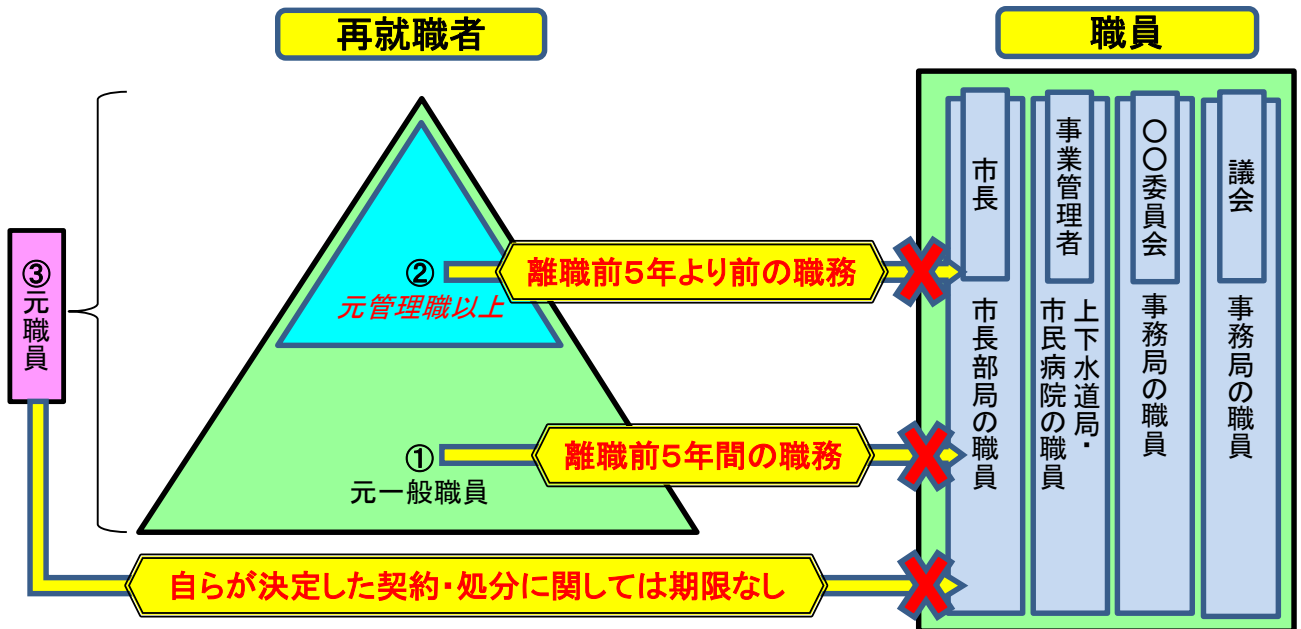 再就職者
職員
③元職員
②
元管理職以上
離職前5年より前の職務
①
元一般職員
離職前5年間の職務
自らが決定した契約・処分に関しては期限なし
市長
市長部局の職員
事業管理者
上下水道局・
市民病院の職員
〇〇委員会
事務局の職員
議会
事務局の職員